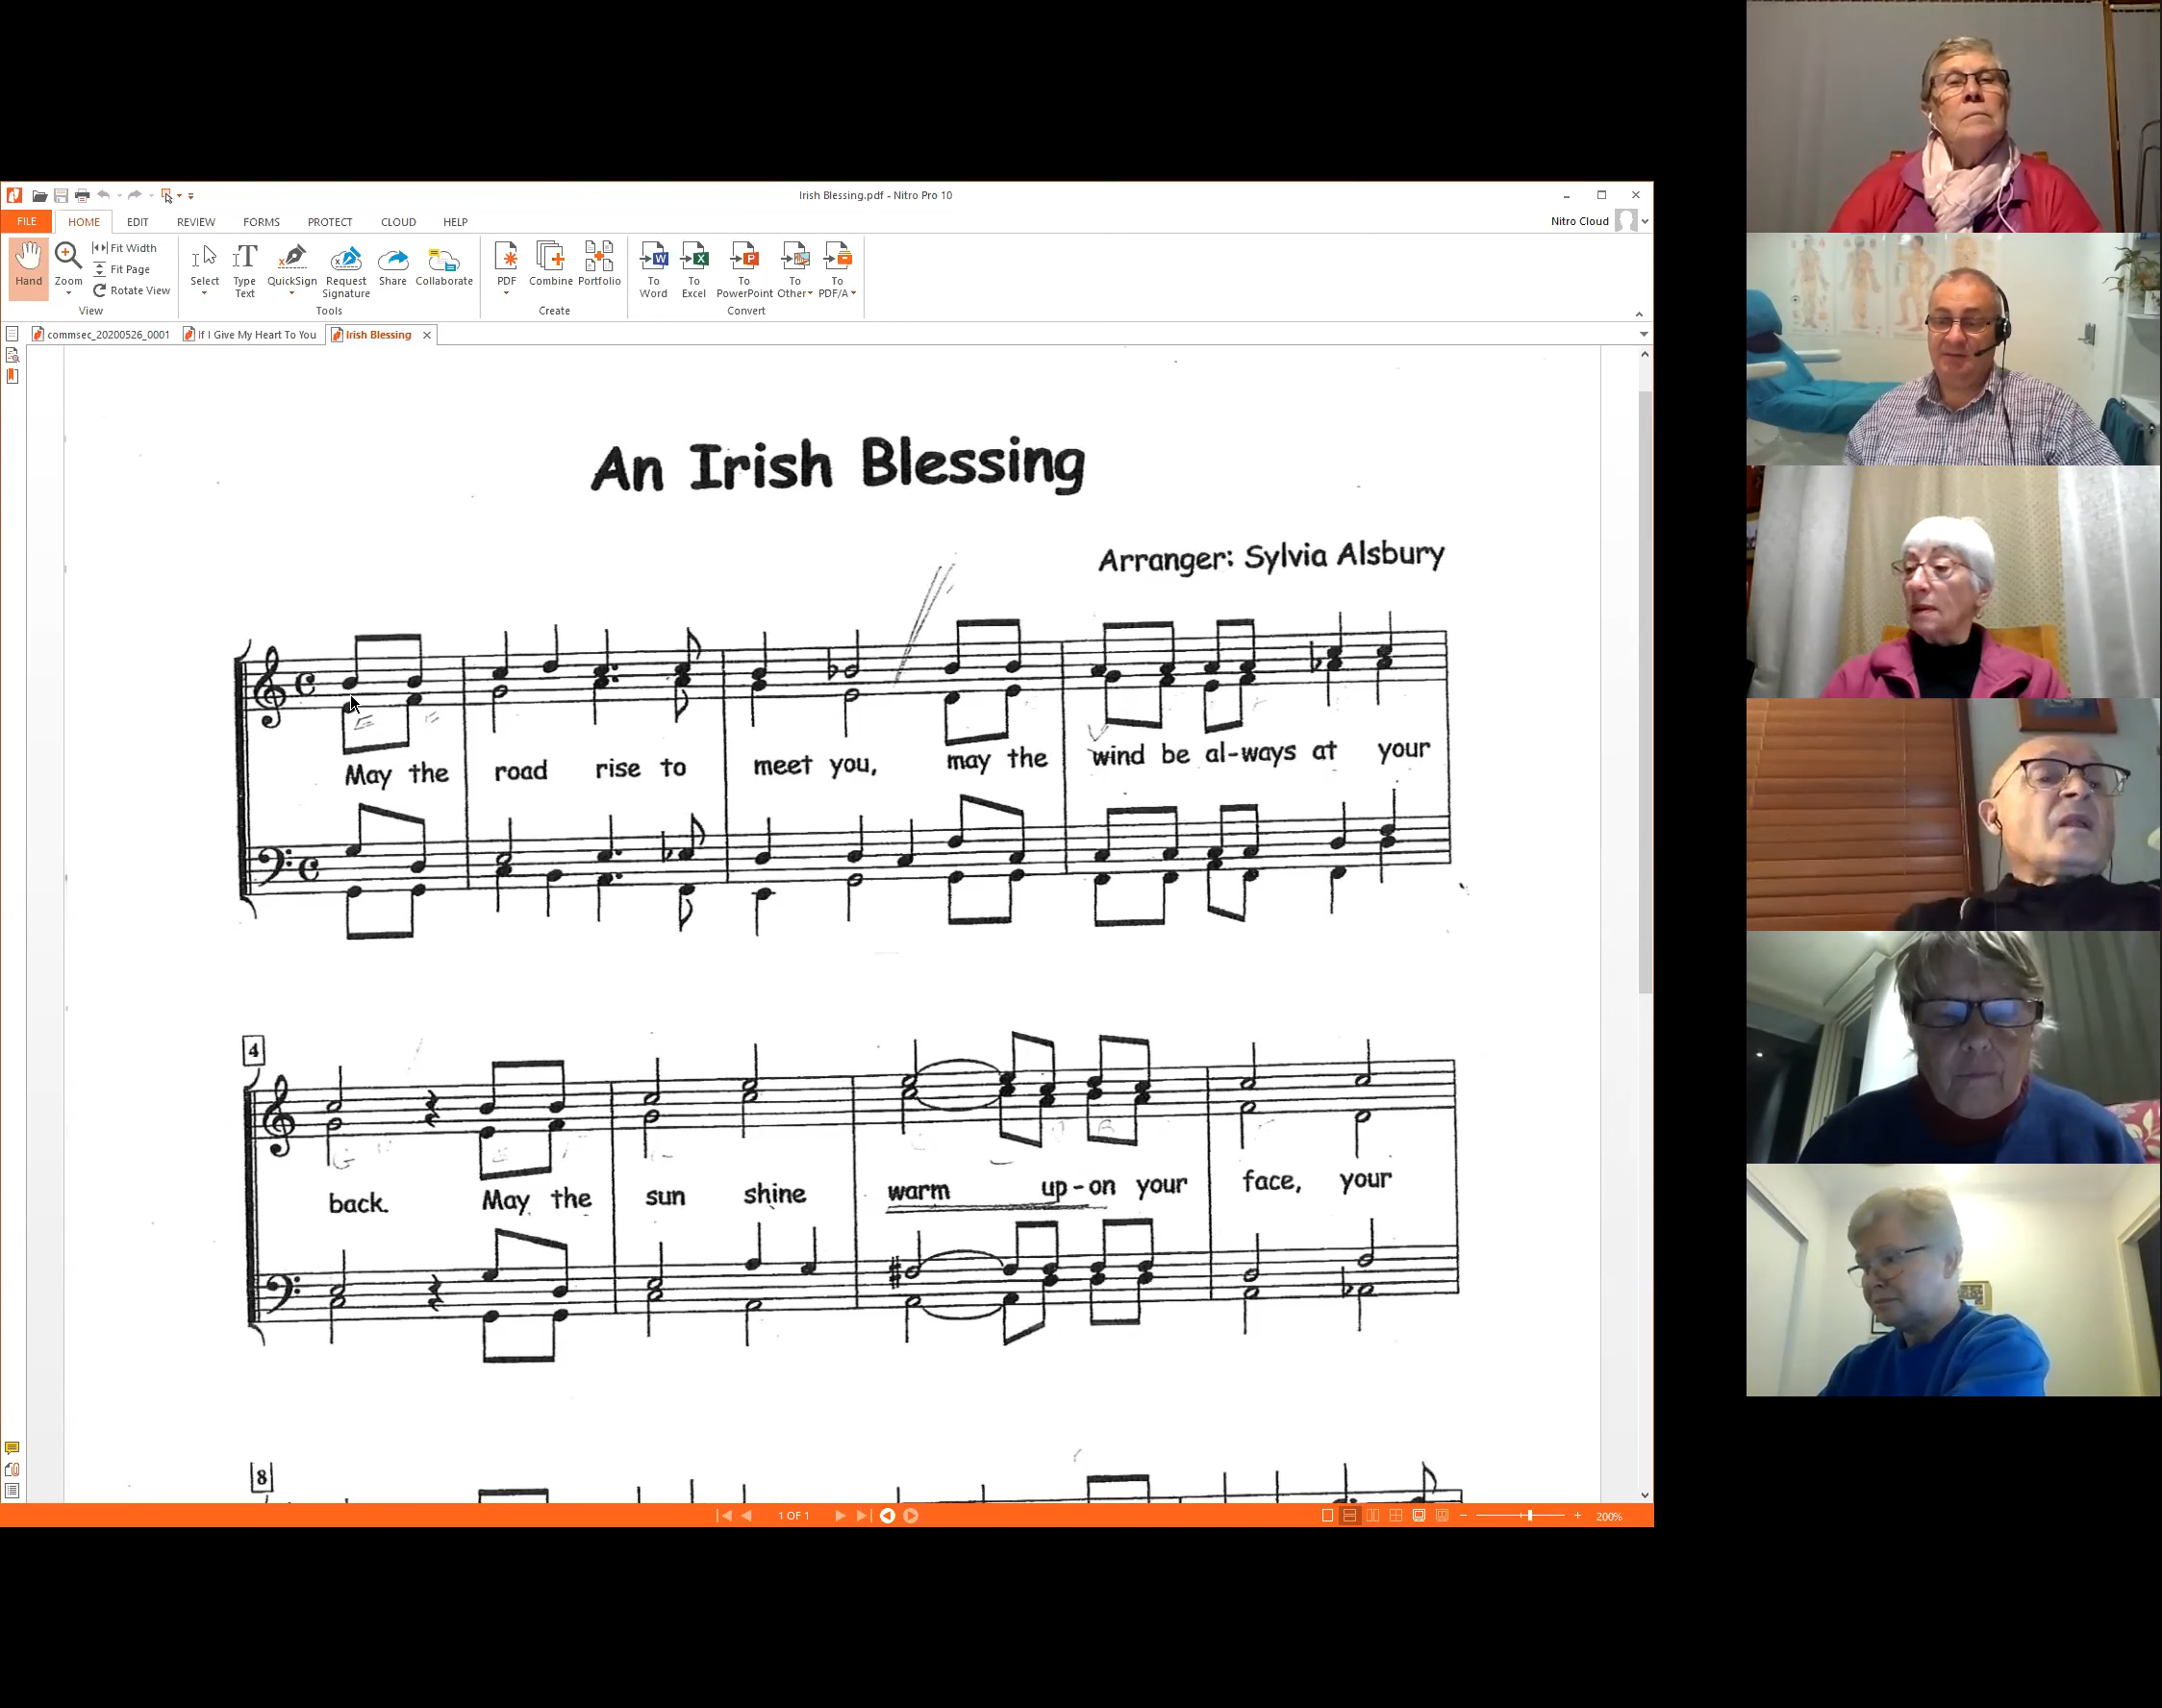 Irish Blessing.pdf - Nitro Pro 10
FILE HOME EDIT REVIEW FORMS PROTECT CLOUD HELP Nitro Cloud
Hand Zoom Fit Width Fit Page Rotate View
View
Select Type Text QuickSign Request Signature Share Collaborate
Tools
PDF Combine Portfolio
Create
To Word To Excel To PowerPoint To Other To PDF/A
Convert
commsec_20200526_0001 If I Give My Heart To You Irish Blessing
An Irish Blessing
Arranger: Sylvia Alsbury
May the road rise to meet you, may the wind be al-ways at your
4
back. May the sun shine warm up-on your face, your
8
1 OF 1 200%